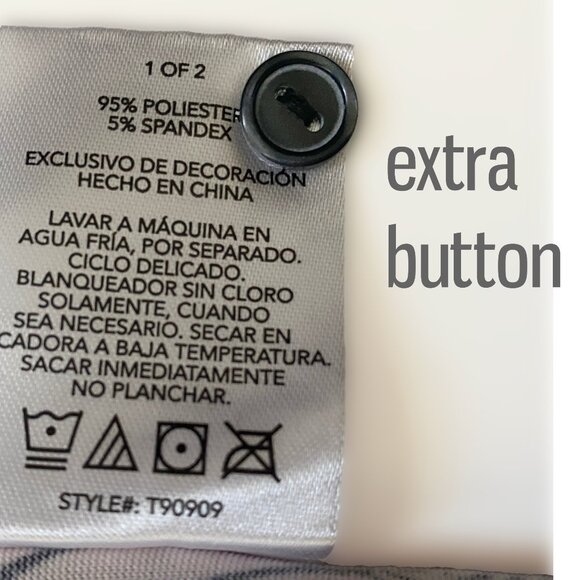 1 OF 2
95% POLIESTER
5% SPANDEX
EXCLUSIVO DE DECORACIÓN
HECHO EN CHINA
LAVAR A MÁQUINA EN
AGUA FRÍA, POR SEPARADO.
CICLO DELICADO.
BLANQUEADOR SIN CLORO
SOLAMENTE, CUANDO
SEA NECESARIO. SECAR EN
CADORA A BAJA TEMPERATURA.
SACAR INMEDIATAMENTE
NO PLANCHAR.
STYLE#: T90909
extra
button